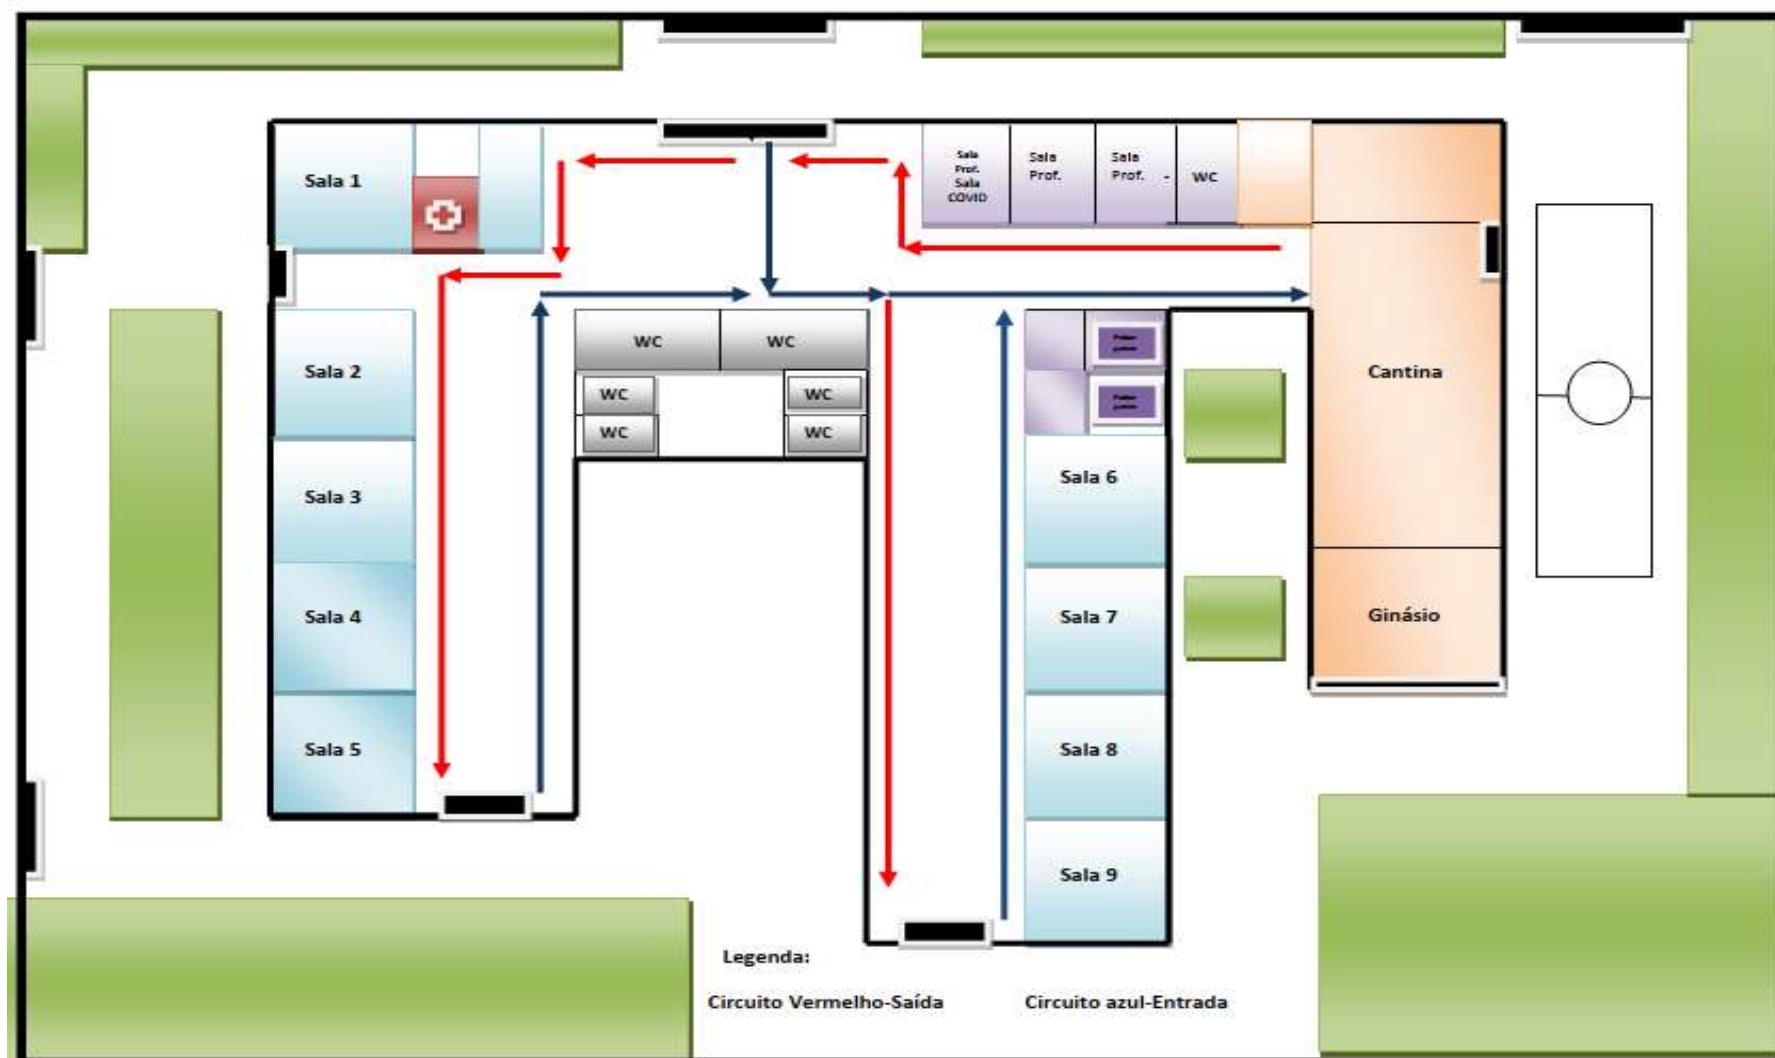 Sala 1
Sala
Prof.
Sala
COVID
Sala
Prof.
Sala
Prof. -
WC
WC
WC
Sala 2
Cantina
WC
WC
WC
WC
Sala 3
Sala 6
Sala 4
Sala 7
Ginásio
Sala 5
Sala 8
Sala 9
Legenda:
Circuito Vermelho-Saída
Circuito azul-Entrada